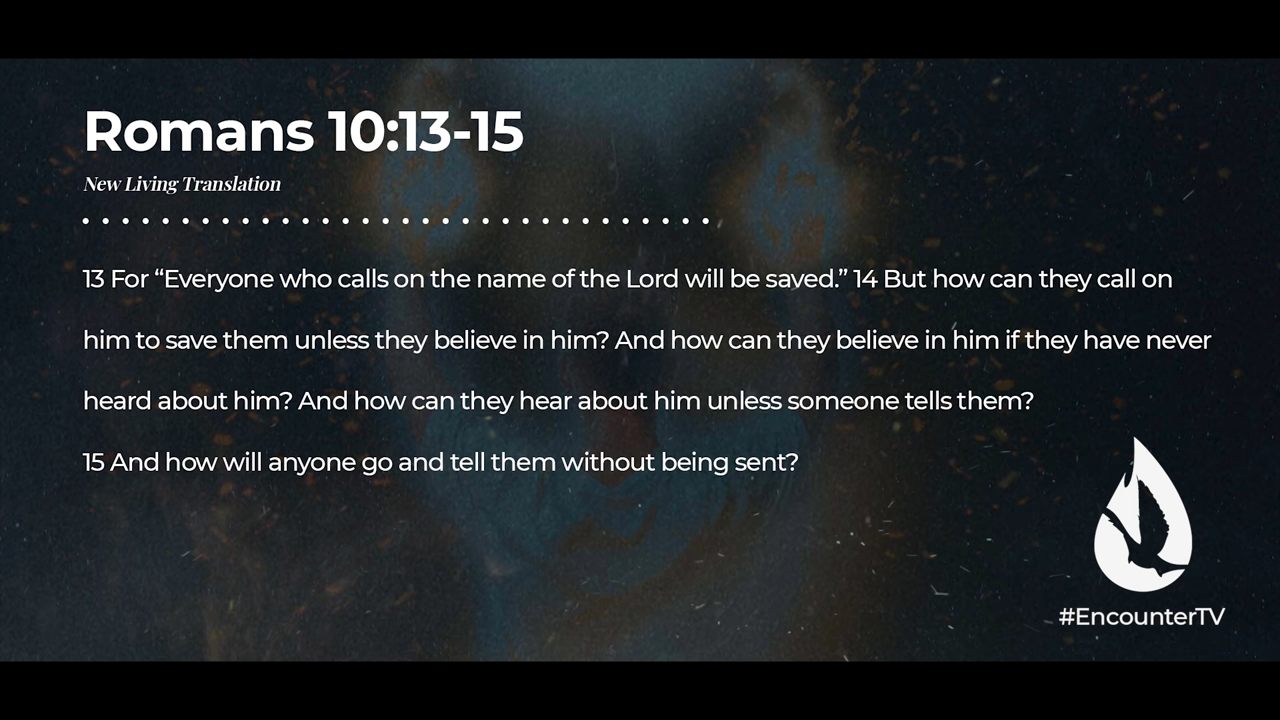 Romans 10:13-15
New Living Translation
13 For “Everyone who calls on the name of the Lord will be saved.” 14 But how can they call on
him to save them unless they believe in him? And how can they believe in him if they have never
heard about him? And how can they hear about him unless someone tells them?
15 And how will anyone go and tell them without being sent?
#EncounterTV